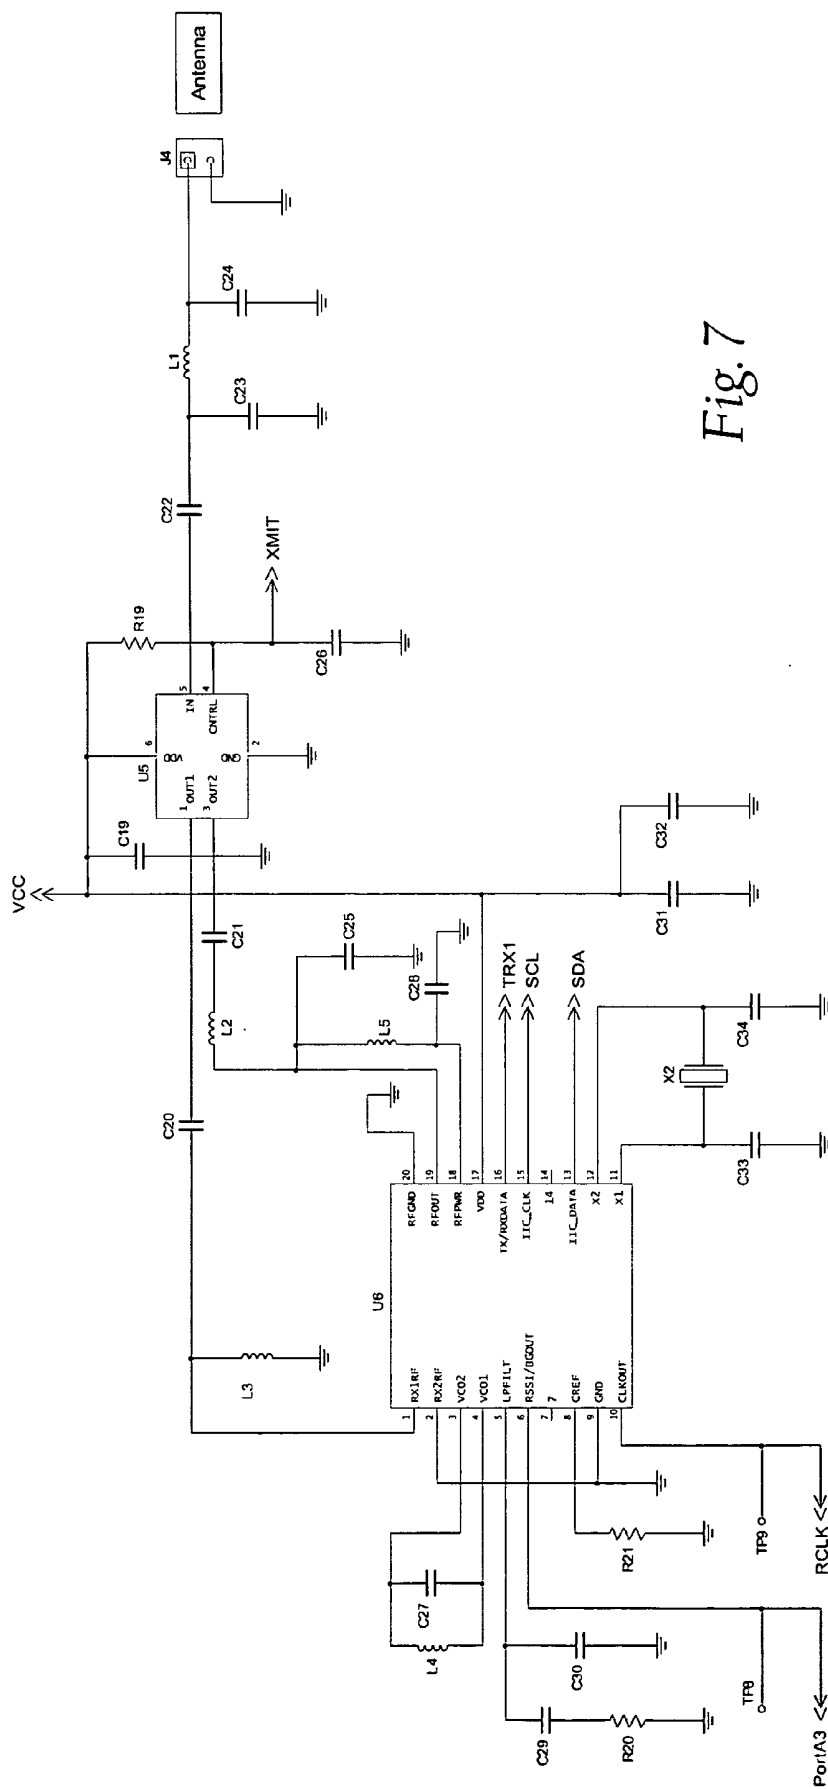 Antenna
J4
C24
L1
C23
C22
XMIT
R19
C26
5
4
IN
CNTRL
6
VDD
GND
2
U5
1
OUT1
3
OUT2
C19
VCC
C32
C31
C21
C25
C28
L2
L5
TRX1
SCL
SDA
C20
X2
C34
C33
20
19
18
17
16
15
14
13
12
11
RFGND
RFOUT
RFPWR
VDD
TX/RXDATA
IIC_CLK
14
IIC_DATA
X2
X1
U6
L3
RX1RF
RX2RF
VCO2
VCO1
LPFILT
RSSI/BGOUT
7
CREF
GND
CLKOUT
1
2
3
4
5
6
7
8
9
10
C27
L4
R21
TP9
RCLK
C30
C29
R20
TP8
PortA3
Fig. 7